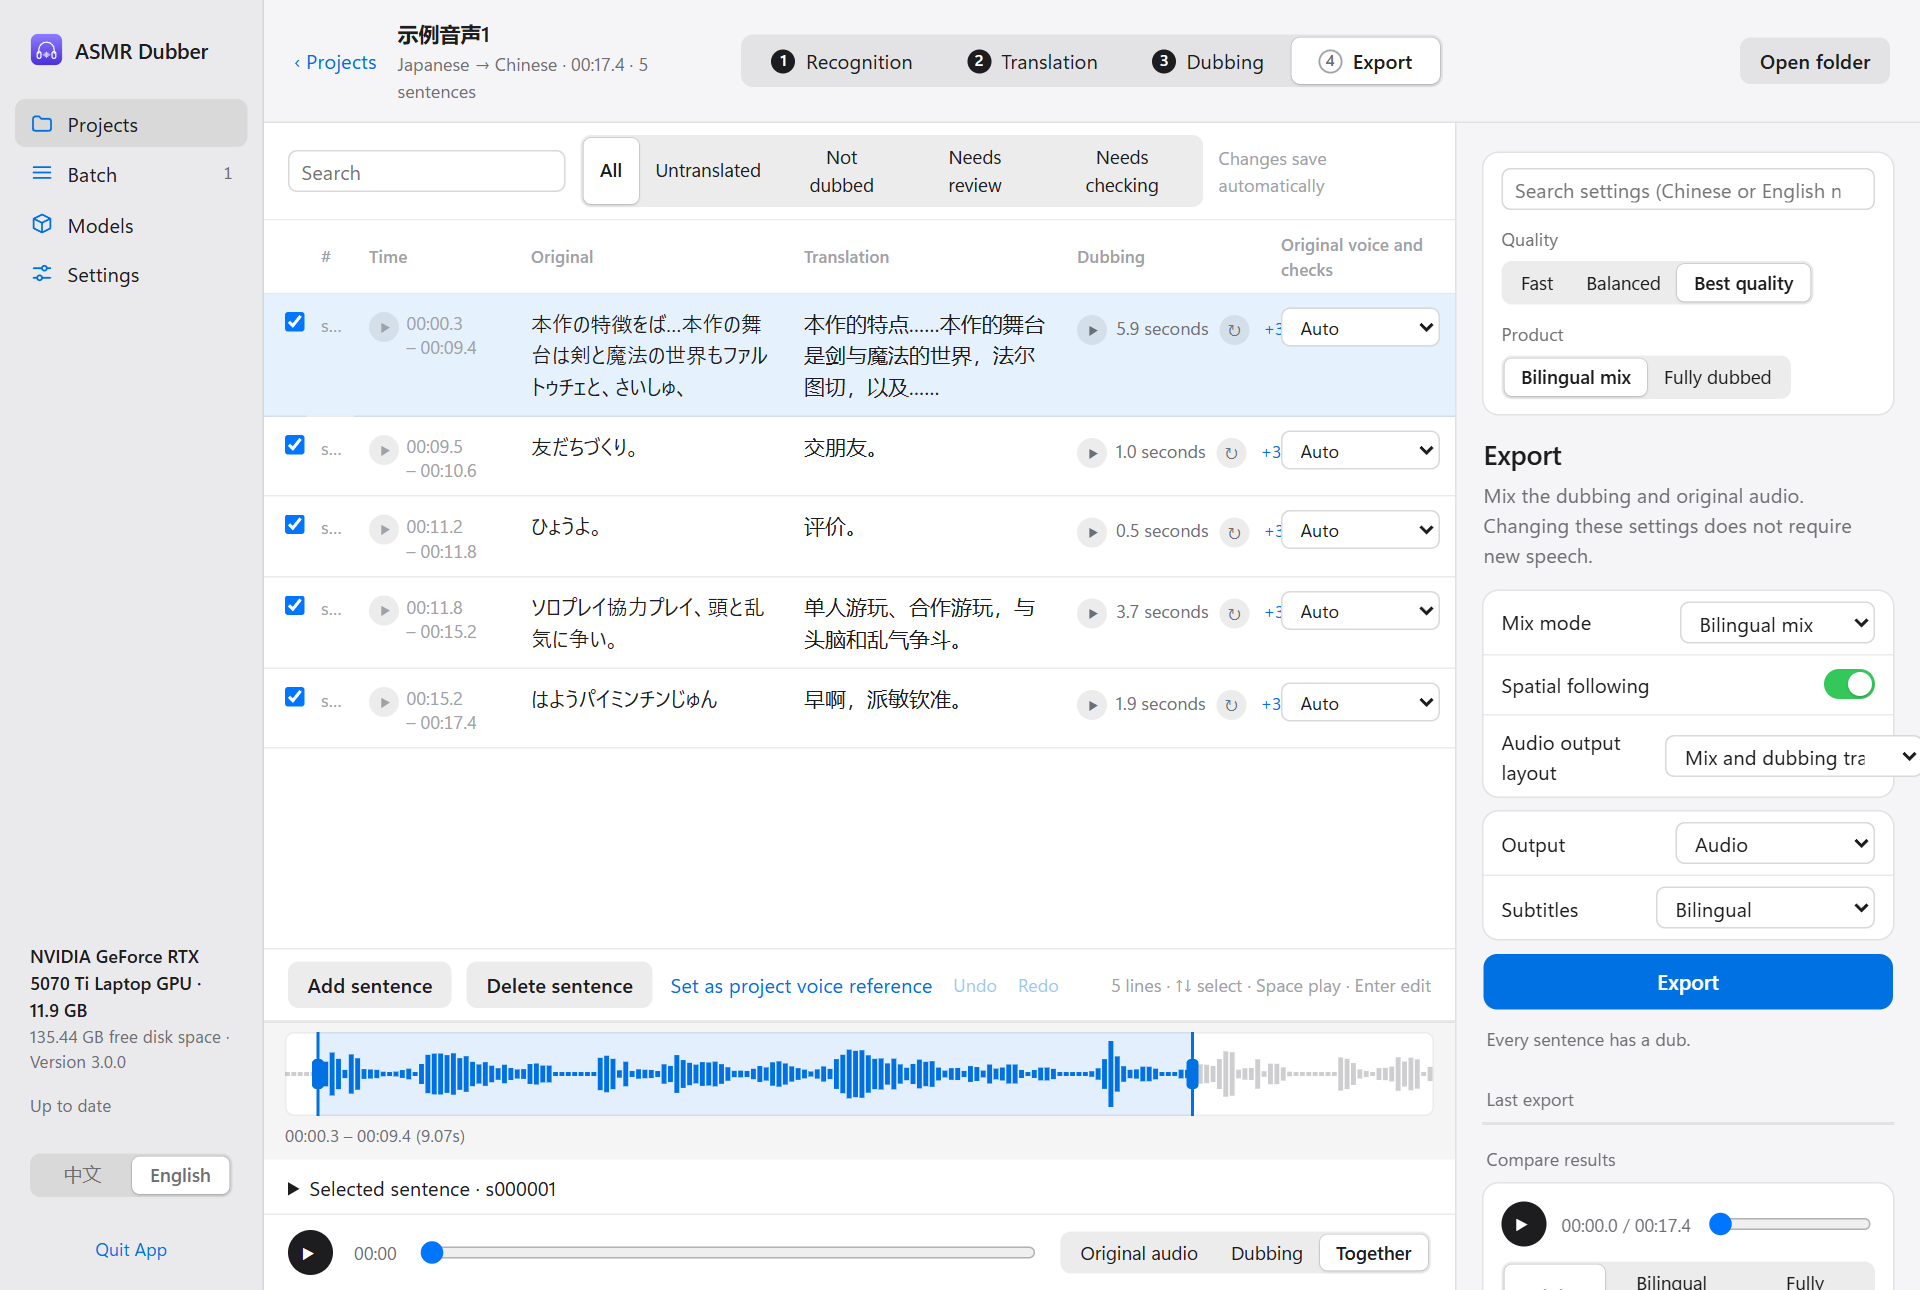 ASMR Dubber
Projects
Batch
1
Models
Settings
NVIDIA GeForce RTX
5070 Ti Laptop GPU ·
11.9 GB
135.44 GB free disk space ·
Version 3.0.0
Up to date
中文
English
Quit App
‹ Projects
示例音声1
Japanese → Chinese · 00:17.4 · 5
sentences
1 Recognition
2 Translation
3 Dubbing
4 Export
Open folder
Search
All
Untranslated
Not
dubbed
Needs
review
Needs
checking
Changes save
automatically
#
Time
Original
Translation
Dubbing
Original voice and
checks
s...
00:00.3
– 00:09.4
本作の特徴をば...本作の舞
台は剣と魔法の世界もファル
トゥチェと、さいしゅ、
本作的特点......本作的舞台
是剑与魔法的世界，法尔
图切，以及......
5.9 seconds
+3
Auto
s...
00:09.5
– 00:10.6
友だちづくり。
交朋友。
1.0 seconds
+3
Auto
s...
00:11.2
– 00:11.8
ひょうよ。
评价。
0.5 seconds
+3
Auto
s...
00:11.8
– 00:15.2
ソロプレイ協力プレイ、頭と乱
気に争い。
单人游玩、合作游玩，与
头脑和乱气争斗。
3.7 seconds
+3
Auto
s...
00:15.2
– 00:17.4
はようパイミンチンじゅん
早啊，派敏钦准。
1.9 seconds
+3
Auto
Add sentence
Delete sentence
Set as project voice reference
Undo
Redo
5 lines · ↑↓ select · Space play · Enter edit
00:00.3 – 00:09.4 (9.07s)
Selected sentence · s000001
00:00
Original audio
Dubbing
Together
Search settings (Chinese or English n
Quality
Fast
Balanced
Best quality
Product
Bilingual mix
Fully dubbed
Export
Mix the dubbing and original audio.
Changing these settings does not require
new speech.
Mix mode
Bilingual mix
Spatial following
Audio output
layout
Mix and dubbing tra
Output
Audio
Subtitles
Bilingual
Export
Every sentence has a dub.
Last export
Compare results
00:00.0 / 00:17.4
Bilingual
Fully